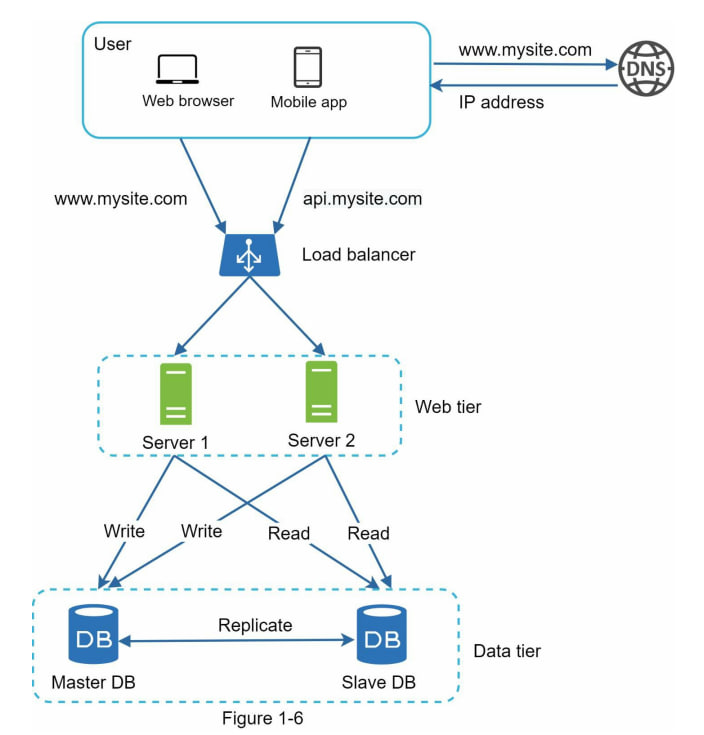 User
www.mysite.com
DNS
Web browser
Mobile app
IP address
www.mysite.com
api.mysite.com
Load balancer
Web tier
Server 1
Server 2
Write
Write
Read
Read
Replicate
DB
DB
Data tier
Master DB
Slave DB
Figure 1-6